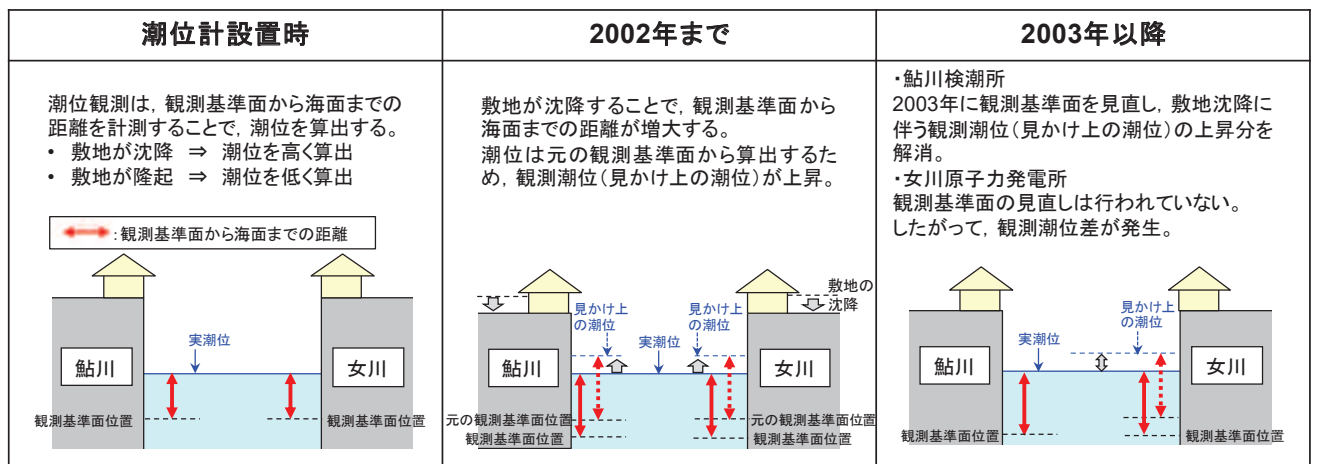 潮位計設置時
潮位観測は，観測基準面から海面までの
距離を計測することで，潮位を算出する。
• 敷地が沈降 ⇒ 潮位を高く算出
• 敷地が隆起 ⇒ 潮位を低く算出
：観測基準面から海面までの距離
実潮位
鮎川
女川
観測基準面位置
観測基準面位置
2002年まで
敷地が沈降することで，観測基準面から
海面までの距離が増大する。
潮位は元の観測基準面から算出するた
め，観測潮位（見かけ上の潮位）が上昇。
敷地の
沈降
見かけ上
の潮位
実潮位
見かけ上
の潮位
鮎川
女川
元の観測基準面位置
元の観測基準面位置
観測基準面位置
観測基準面位置
2003年以降
・鮎川検潮所
2003年に観測基準面を見直し，敷地沈降に
伴う観測潮位（見かけ上の潮位）の上昇分を
解消。
・女川原子力発電所
観測基準面の見直しは行われていない。
したがって，観測潮位差が発生。
見かけ上
の潮位
実潮位
鮎川
女川
観測基準面位置
観測基準面位置